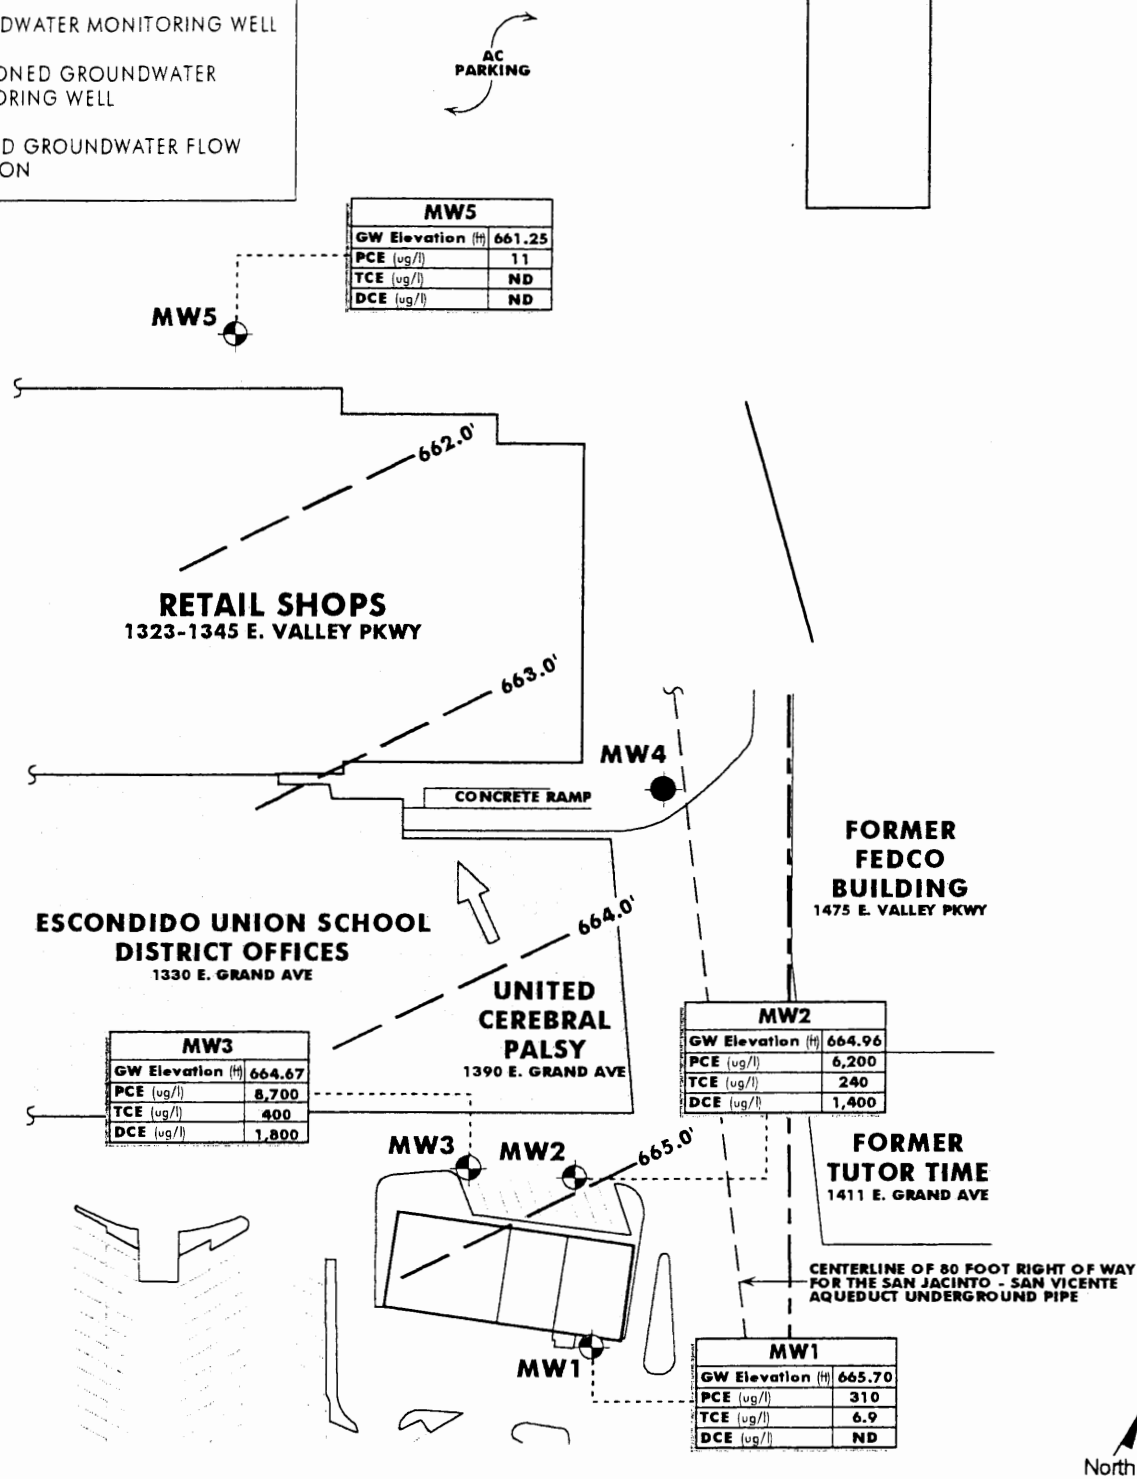 DWATER MONITORING WELL
ONED GROUNDWATER
ORING WELL
D GROUNDWATER FLOW
ON
AC
PARKING
MW5
GW Elevation (ft) 661.25
PCE (ug/l) 11
TCE (ug/l) ND
DCE (ug/l) ND
MW5
662.0'
RETAIL SHOPS
1323-1345 E. VALLEY PKWY
663.0'
MW4
CONCRETE RAMP
FORMER
FEDCO
BUILDING
1475 E. VALLEY PKWY
664.0'
ESCONDIDO UNION SCHOOL
DISTRICT OFFICES
1330 E. GRAND AVE
UNITED
CEREBRAL
PALSY
1390 E. GRAND AVE
MW2
GW Elevation (ft) 664.96
PCE (ug/l) 6,200
TCE (ug/l) 240
DCE (ug/l) 1,400
MW3
GW Elevation (ft) 664.67
PCE (ug/l) 8,700
TCE (ug/l) 400
DCE (ug/l) 1,800
MW3
MW2
665.0'
FORMER
TUTOR TIME
1411 E. GRAND AVE
CENTERLINE OF 80 FOOT RIGHT OF WAY
FOR THE SAN JACINTO - SAN VICENTE
AQUEDUCT UNDERGROUND PIPE
MW1
MW1
GW Elevation (ft) 665.70
PCE (ug/l) 310
TCE (ug/l) 6.9
DCE (ug/l) ND
North